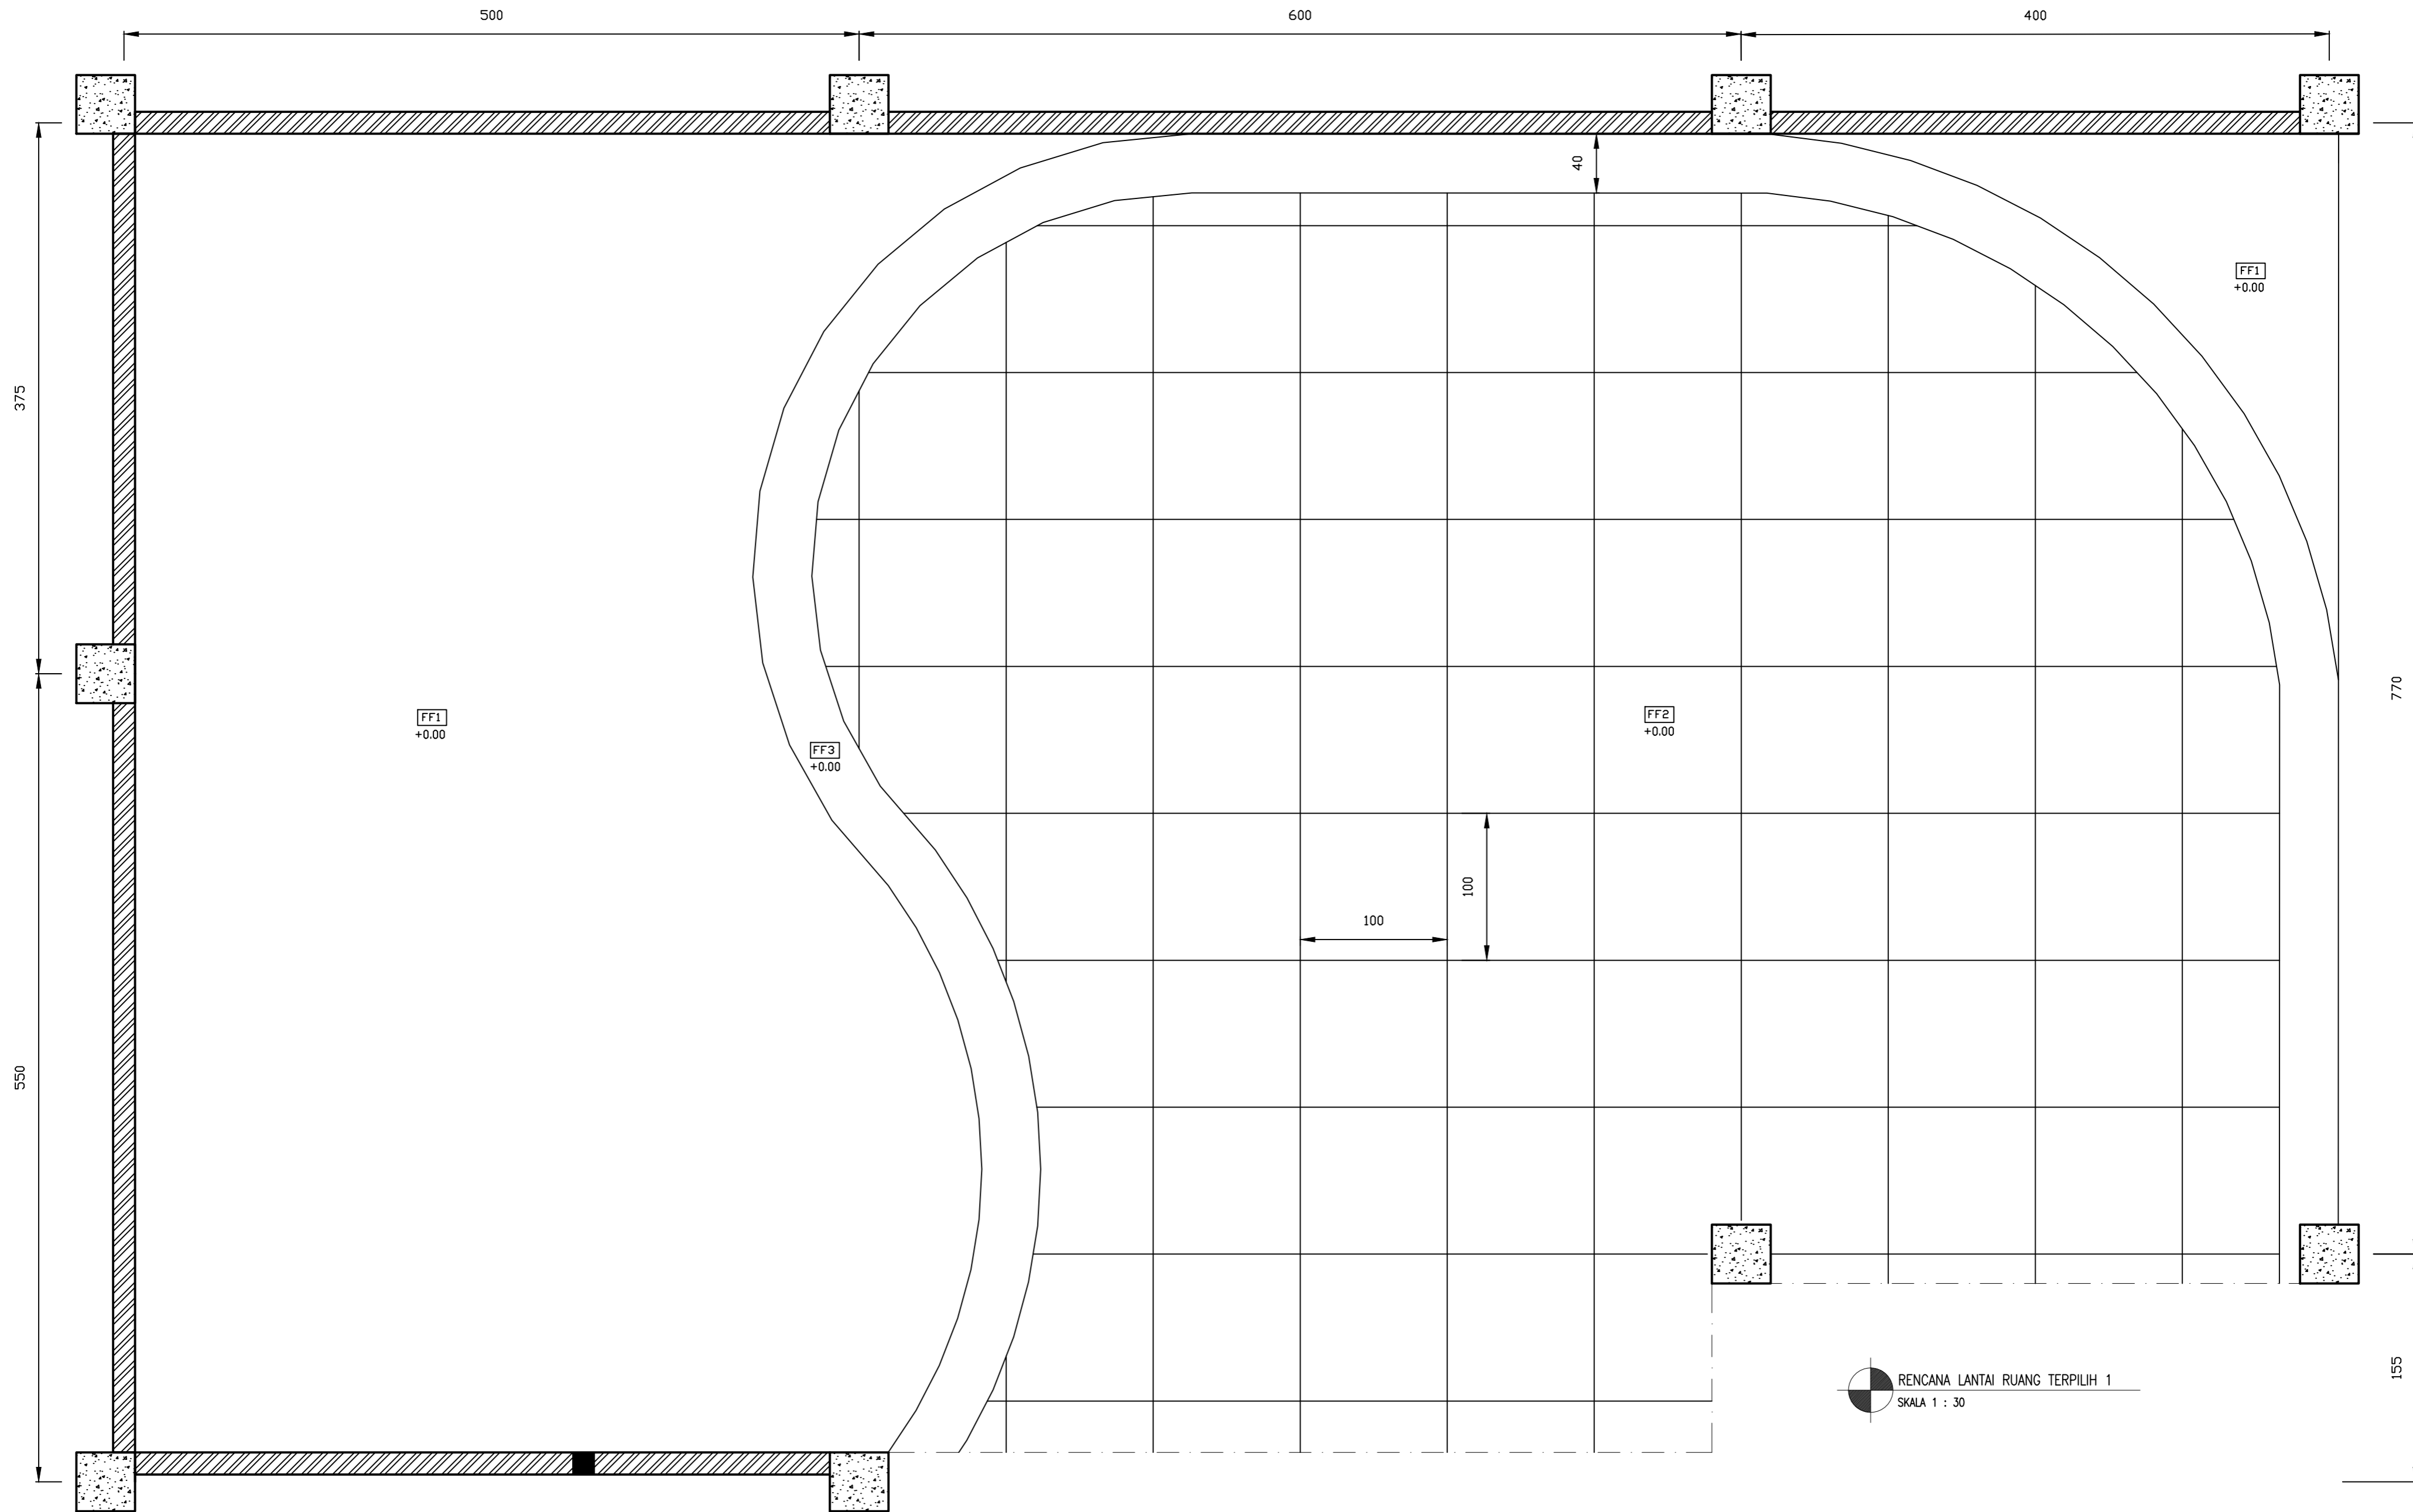 500
600
400
40
FF1
+0.00
375
770
FF1
+0.00
FF3
+0.00
FF2
+0.00
100
100
550
155
RENCANA LANTAI RUANG TERPILIH 1
SKALA 1 : 30